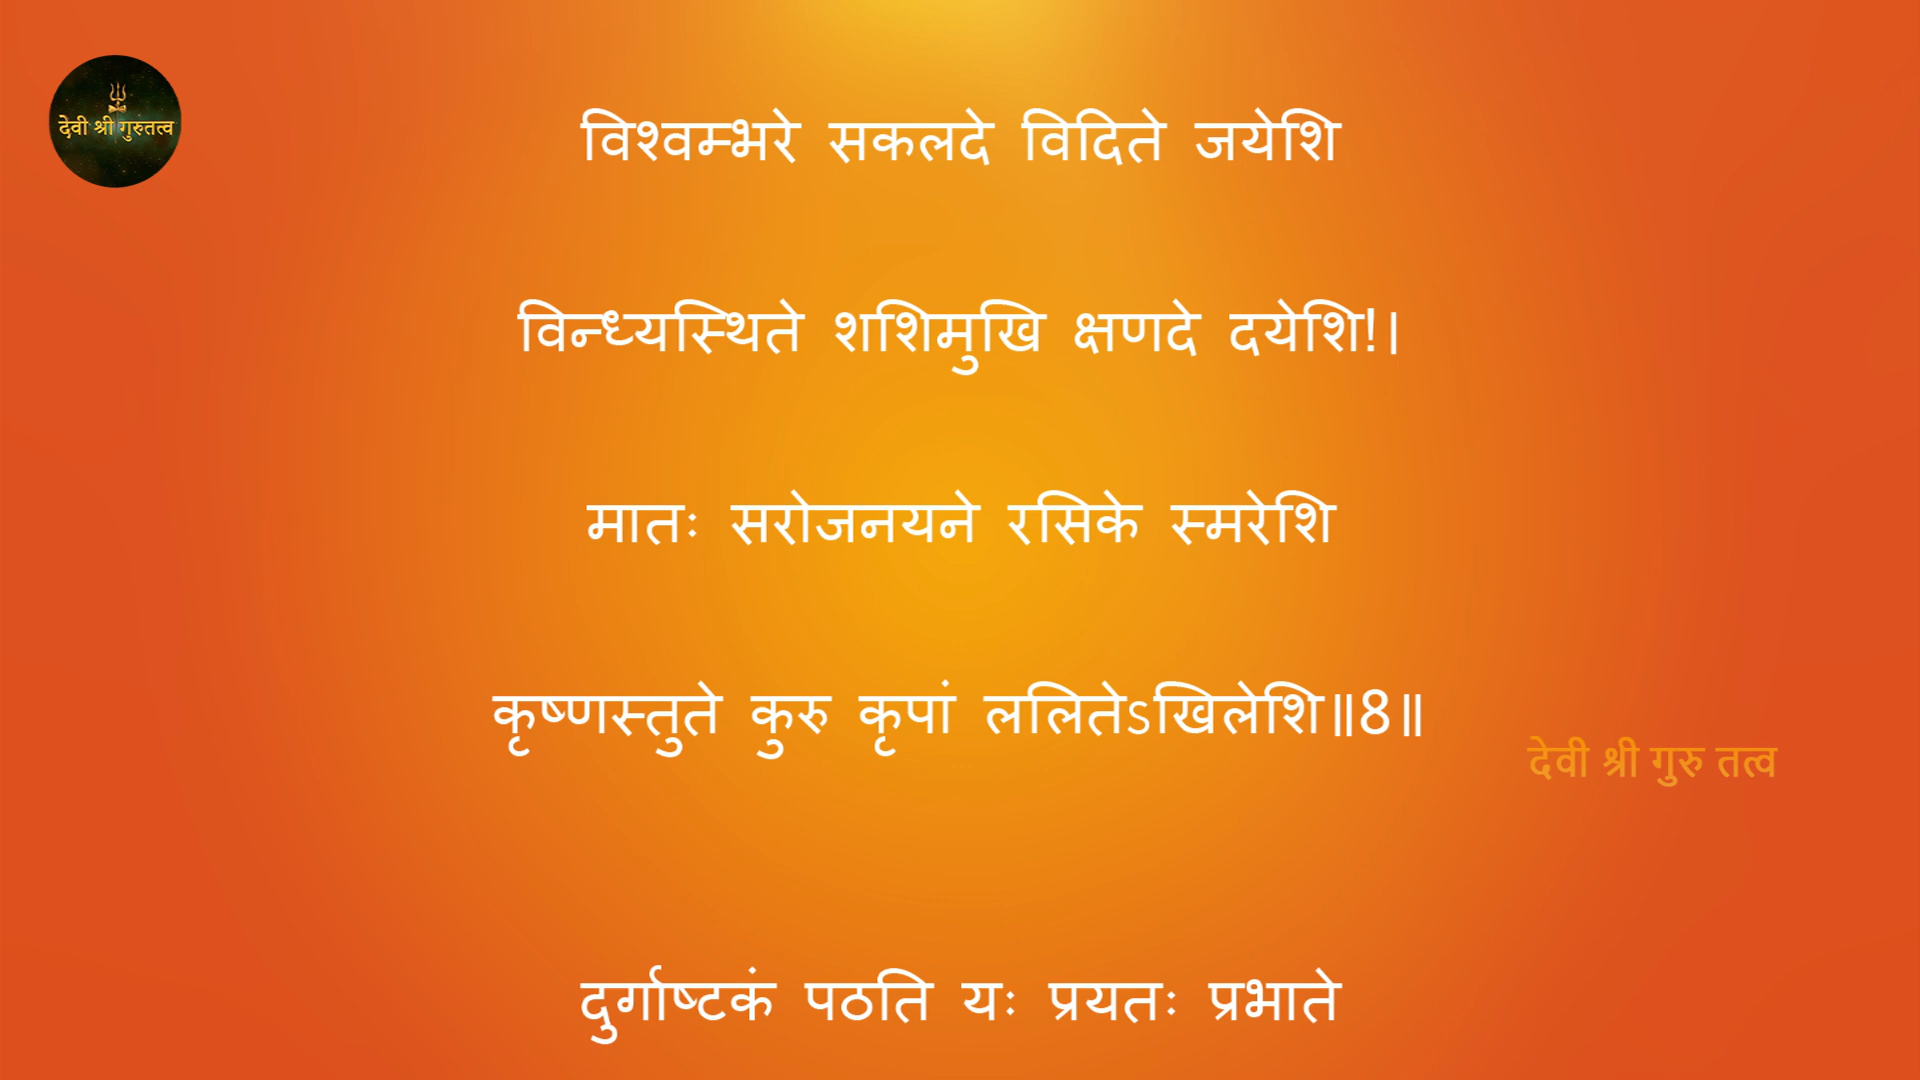 देवी श्री गुरुतत्व
विश्वम्भरे सकलदे विदिते जयेशि
विन्ध्यस्थिते शशिमुखि क्षणदे दयेशि!।
मातः सरोजनयने रसिके स्मरेशि
कृष्णस्तुते कुरु कृपां ललितेऽखिलेशि॥8॥
देवी श्री गुरु तत्व
दुर्गाष्टकं पठति यः प्रयतः प्रभाते